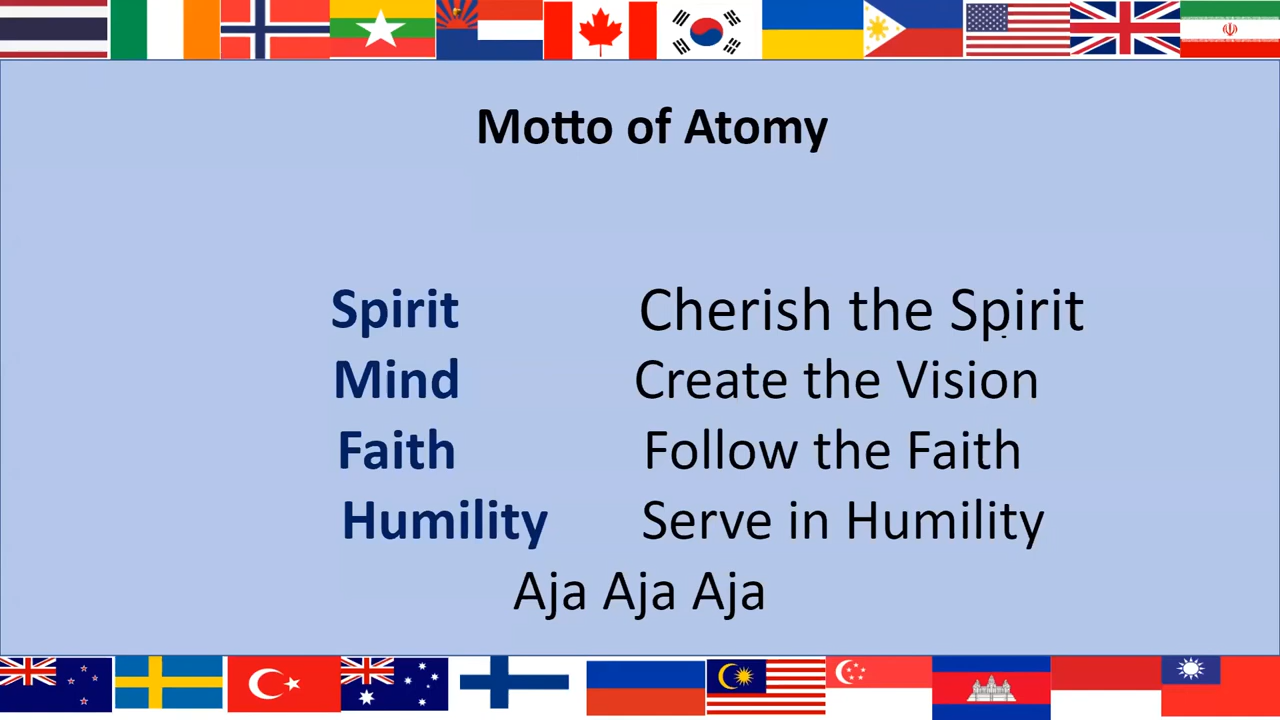 Motto of Atomy
Spirit Cherish the Spirit
Mind Create the Vision
Faith Follow the Faith
Humility Serve in Humility
Aja Aja Aja